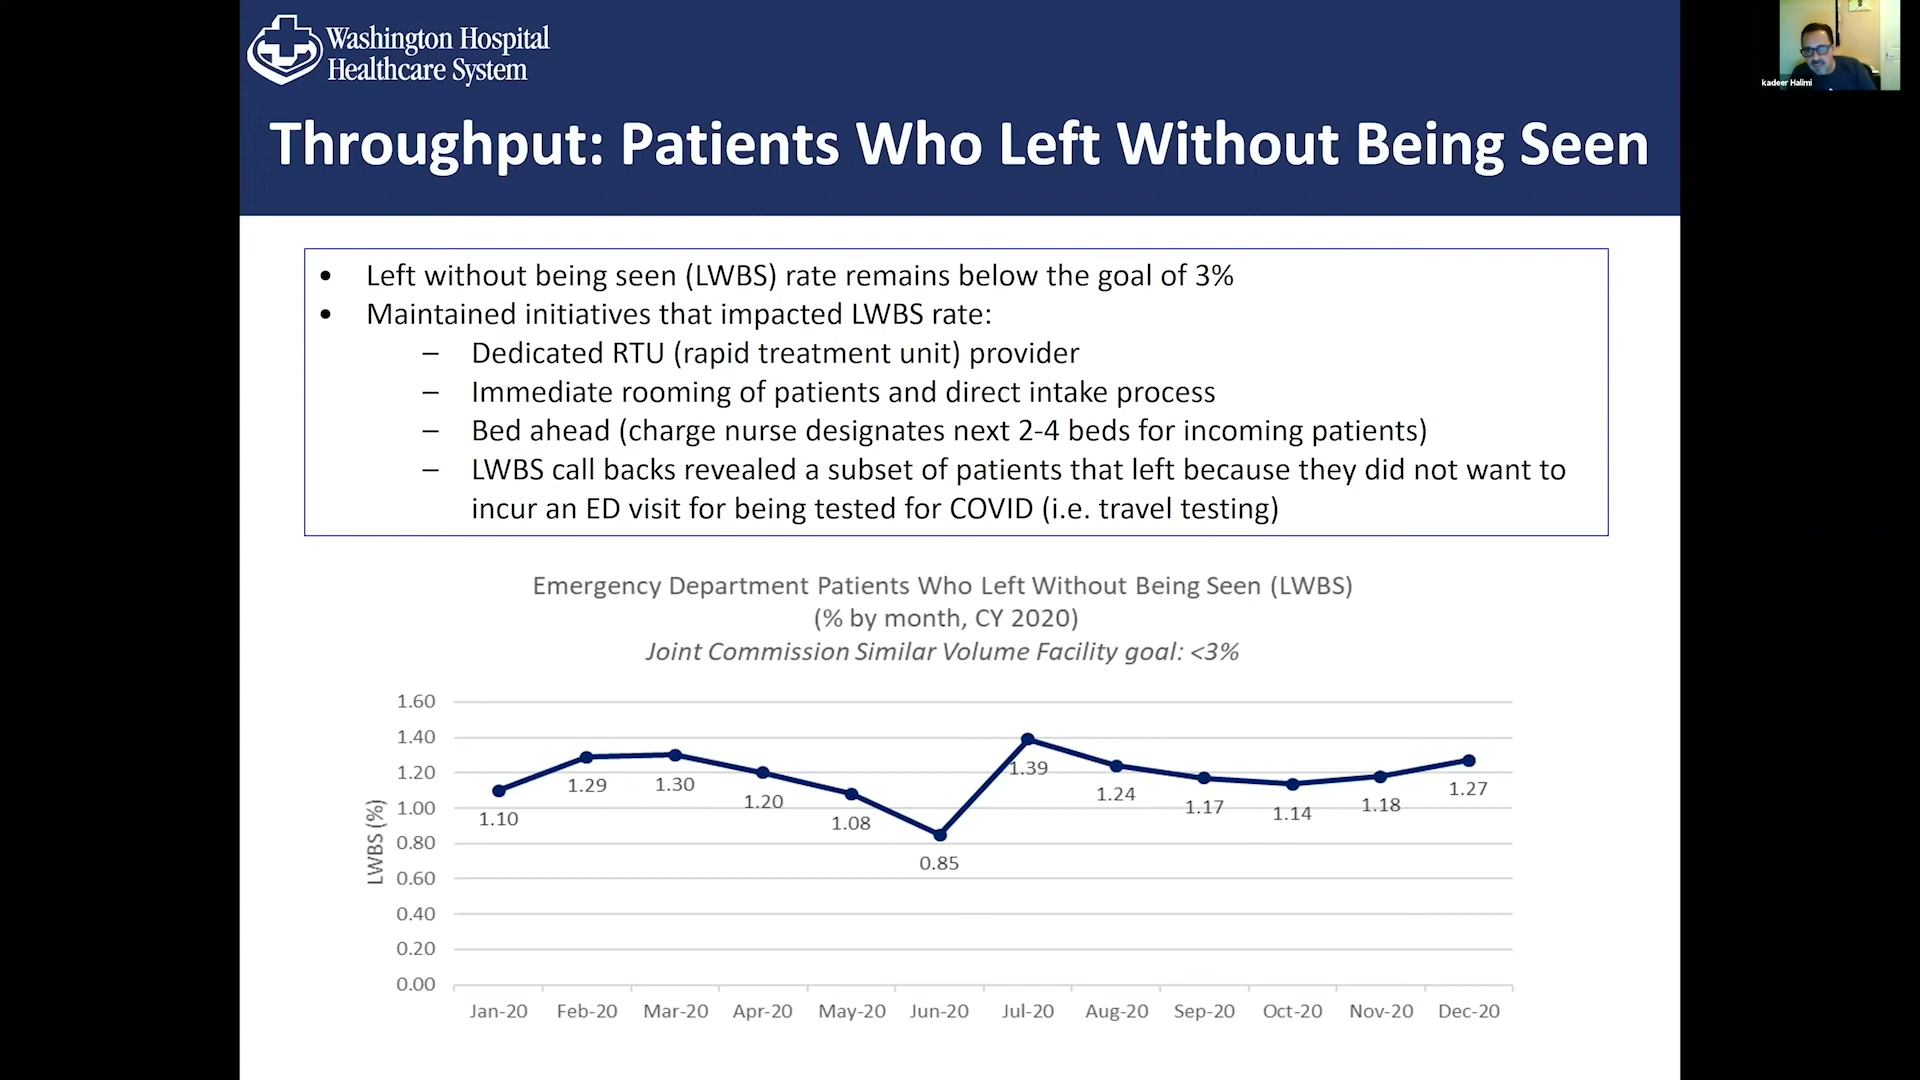 Washington Hospital
Healthcare System
kadeer Halimi
Throughput: Patients Who Left Without Being Seen
• Left without being seen (LWBS) rate remains below the goal of 3%
• Maintained initiatives that impacted LWBS rate:
– Dedicated RTU (rapid treatment unit) provider
– Immediate rooming of patients and direct intake process
– Bed ahead (charge nurse designates next 2-4 beds for incoming patients)
– LWBS call backs revealed a subset of patients that left because they did not want to
incur an ED visit for being tested for COVID (i.e. travel testing)
Emergency Department Patients Who Left Without Being Seen (LWBS)
(% by month, CY 2020)
Joint Commission Similar Volume Facility goal: <3%
LWBS (%)
1.60
1.40
1.20
1.00
0.80
0.60
0.40
0.20
0.00
1.10
1.29
1.30
1.20
1.08
0.85
1.39
1.24
1.17
1.14
1.18
1.27
Jan-20 Feb-20 Mar-20 Apr-20 May-20 Jun-20 Jul-20 Aug-20 Sep-20 Oct-20 Nov-20 Dec-20